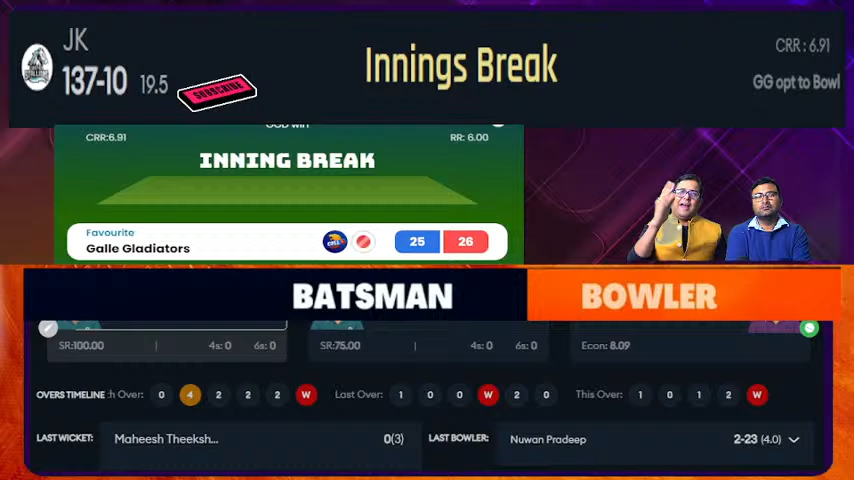 JK
137-10 19.5
SUBSCRIBE
Innings Break
CRR : 6.91
GG opt to Bowl
CRR:6.91
RR: 6.00
INNING BREAK
Favourite
Galle Gladiators
25 26
BATSMAN BOWLER
SR:100.00 | 4s: 0 6s: 0
SR:75.00 | 4s: 0 6s: 0
Econ: 8.09
OVERS TIMELINE :h Over: 0 4 2 2 2 W Last Over: 1 0 0 W 2 0 This Over: 1 0 1 2 W
LAST WICKET: Maheesh Theeksh... 0(3) LAST BOWLER: Nuwan Pradeep 2-23 (4.0)